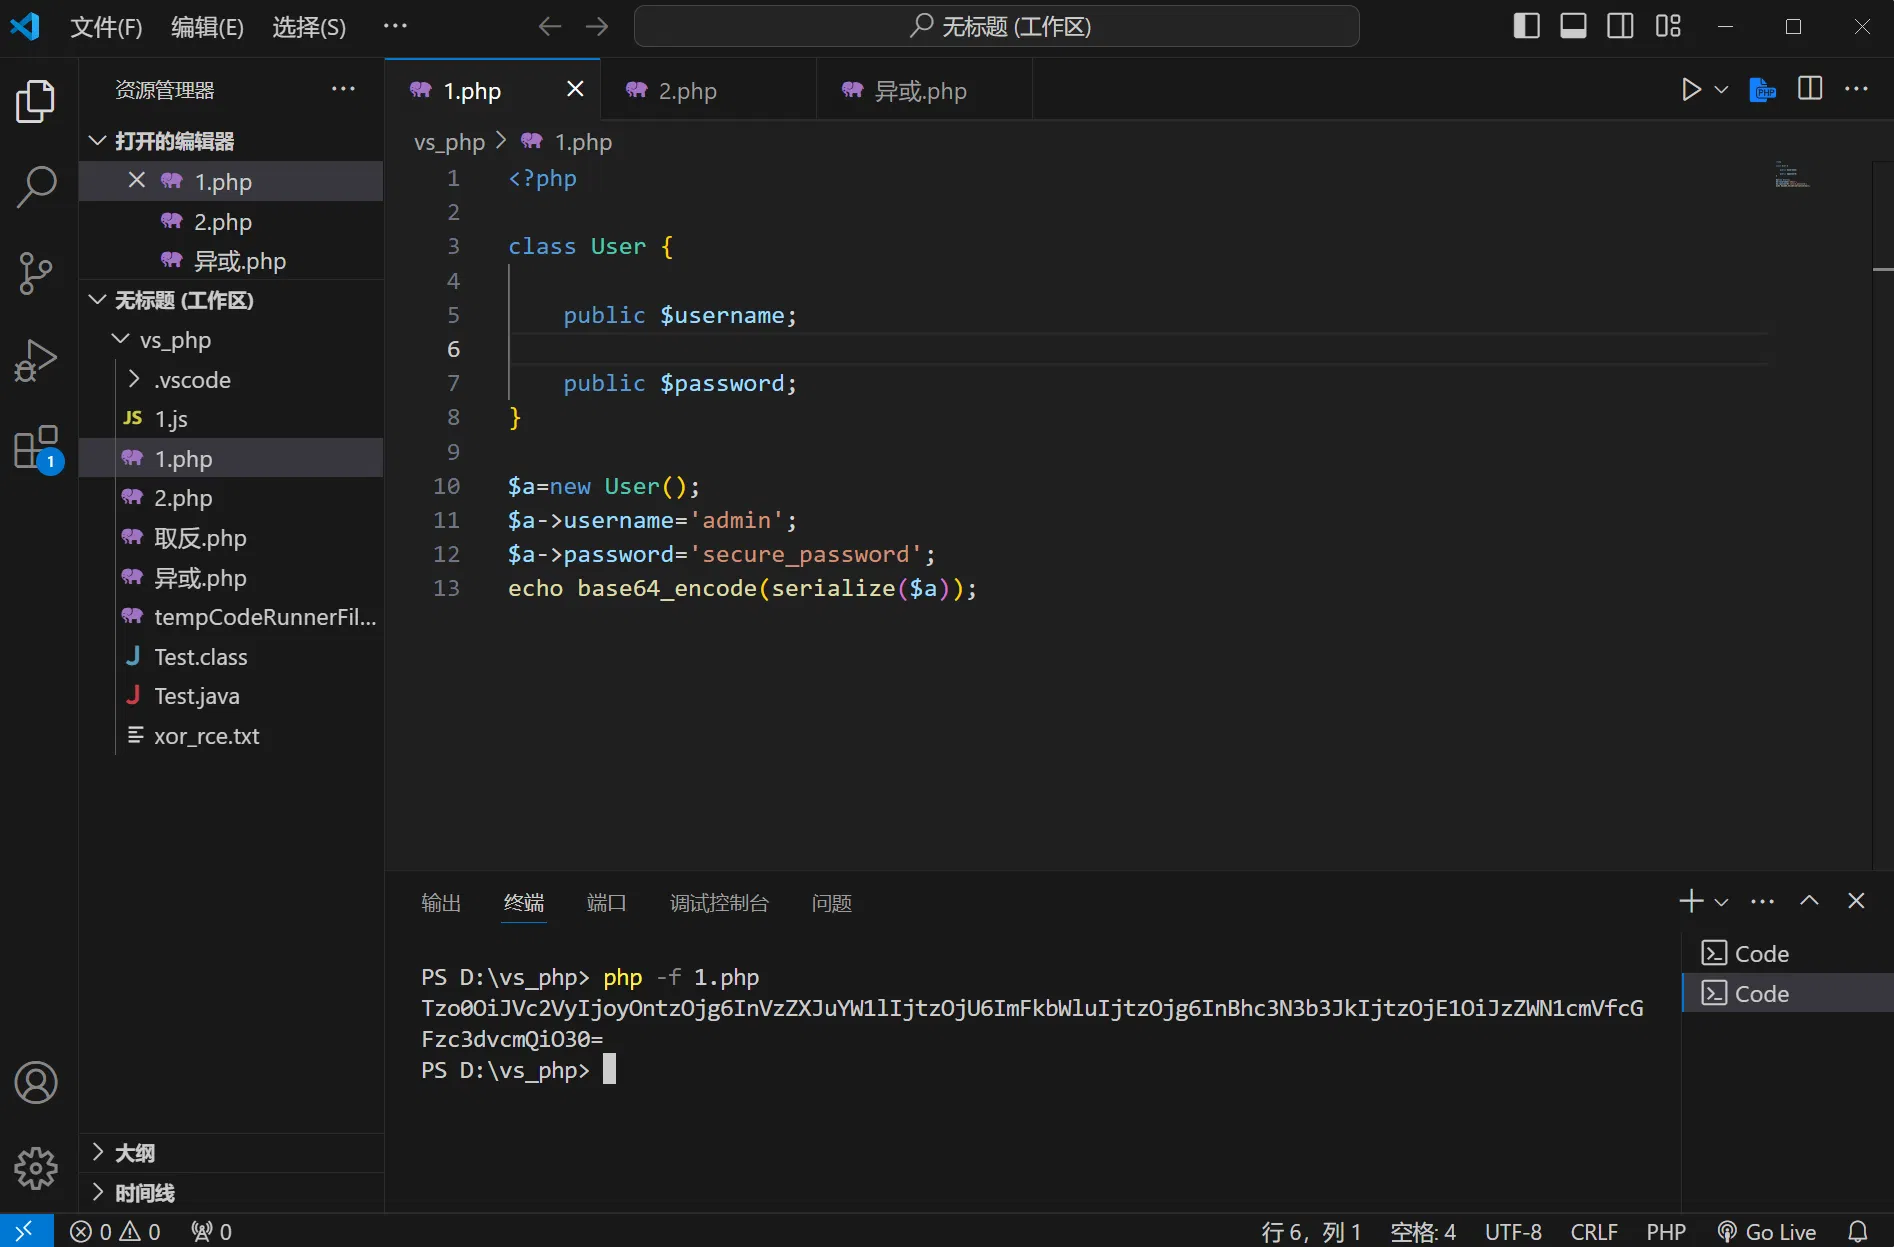 文件(F) 编辑(E) 选择(S) ··· 无标题 (工作区)
资源管理器 ···
打开的编辑器
1.php
2.php
异或.php
无标题 (工作区)
vs_php
.vscode
JS 1.js
1.php
2.php
取反.php
异或.php
tempCodeRunnerFil...
J Test.class
J Test.java
xor_rce.txt
大纲
时间线
1
1.php 2.php 异或.php
PHP
vs_php > 1.php
1 <?php
2
3 class User {
4
5 public $username;
6
7 public $password;
8 }
9
10 $a=new User();
11 $a->username='admin';
12 $a->password='secure_password';
13 echo base64_encode(serialize($a));
输出 终端 端口 调试控制台 问题
PS D:\vs_php> php -f 1.php
Tzo0OiJVc2VyIjoyOntzOjg6InVzZXJuYW1lIjtzOjU6ImFkbWluIjtzOjg6InBhc3N3b3JkIjtzOjE1OiJzZWN1cmVfcG
Fzc3dvcmQiO30=
PS D:\vs_php>
Code
Code
0 0 0 行 6，列 1 空格: 4 UTF-8 CRLF PHP Go Live